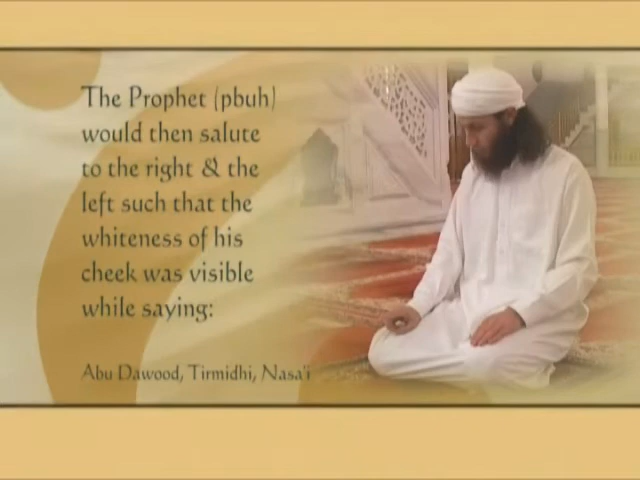 The Prophet (pbuh)
would then salute
to the right & the
left such that the
whiteness of his
cheek was visible
while saying:
Abu Dawood, Tirmidhi, Nasa'i